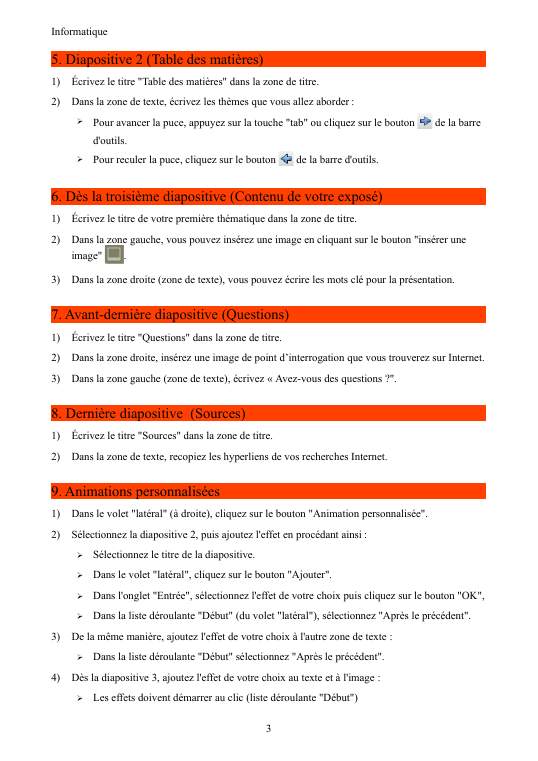 Informatique
5. Diapositive 2 (Table des matières)
1) Écrivez le titre "Table des matières" dans la zone de titre.
2) Dans la zone de texte, écrivez les thèmes que vous allez aborder :
➢ Pour avancer la puce, appuyez sur la touche "tab" ou cliquez sur le bouton de la barre
d'outils.
➢ Pour reculer la puce, cliquez sur le bouton de la barre d'outils.
6. Dès la troisième diapositive (Contenu de votre exposé)
1) Écrivez le titre de votre première thématique dans la zone de titre.
2) Dans la zone gauche, vous pouvez insérez une image en cliquant sur le bouton "insérer une
image" .
3) Dans la zone droite (zone de texte), vous pouvez écrire les mots clé pour la présentation.
7. Avant-dernière diapositive (Questions)
1) Écrivez le titre "Questions" dans la zone de titre.
2) Dans la zone droite, insérez une image de point d’interrogation que vous trouverez sur Internet.
3) Dans la zone gauche (zone de texte), écrivez « Avez-vous des questions ?".
8. Dernière diapositive (Sources)
1) Écrivez le titre "Sources" dans la zone de titre.
2) Dans la zone de texte, recopiez les hyperliens de vos recherches Internet.
9. Animations personnalisées
1) Dans le volet "latéral" (à droite), cliquez sur le bouton "Animation personnalisée".
2) Sélectionnez la diapositive 2, puis ajoutez l'effet en procédant ainsi :
➢ Sélectionnez le titre de la diapositive.
➢ Dans le volet "latéral", cliquez sur le bouton "Ajouter".
➢ Dans l'onglet "Entrée", sélectionnez l'effet de votre choix puis cliquez sur le bouton "OK",
➢ Dans la liste déroulante "Début" (du volet "latéral"), sélectionnez "Après le précédent".
3) De la même manière, ajoutez l'effet de votre choix à l'autre zone de texte :
➢ Dans la liste déroulante "Début" sélectionnez "Après le précédent".
4) Dès la diapositive 3, ajoutez l'effet de votre choix au texte et à l'image :
➢ Les effets doivent démarrer au clic (liste déroulante "Début")
3